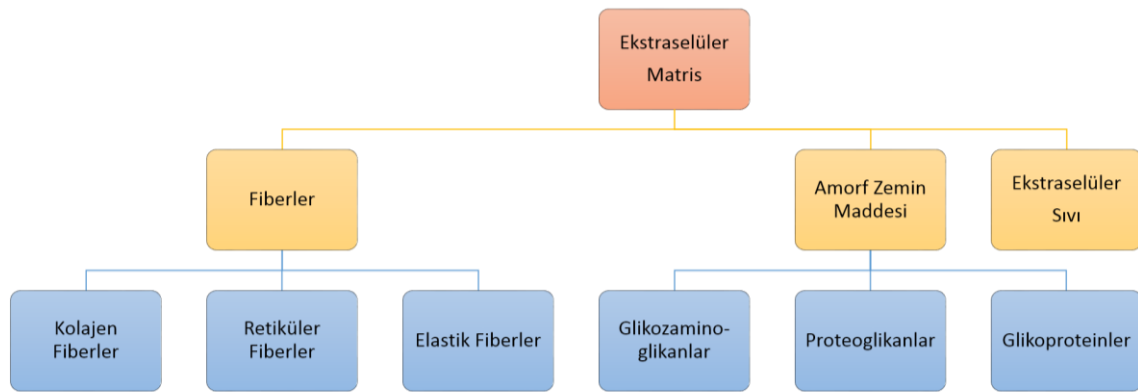 Ekstraselüler
Matris
Fiberler
Amorf Zemin
Maddesi
Ekstraselüler
Sıvı
Kolajen
Fiberler
Retiküler
Fiberler
Elastik Fiberler
Glikozamino-
glikanlar
Proteoglikanlar
Glikoproteinler